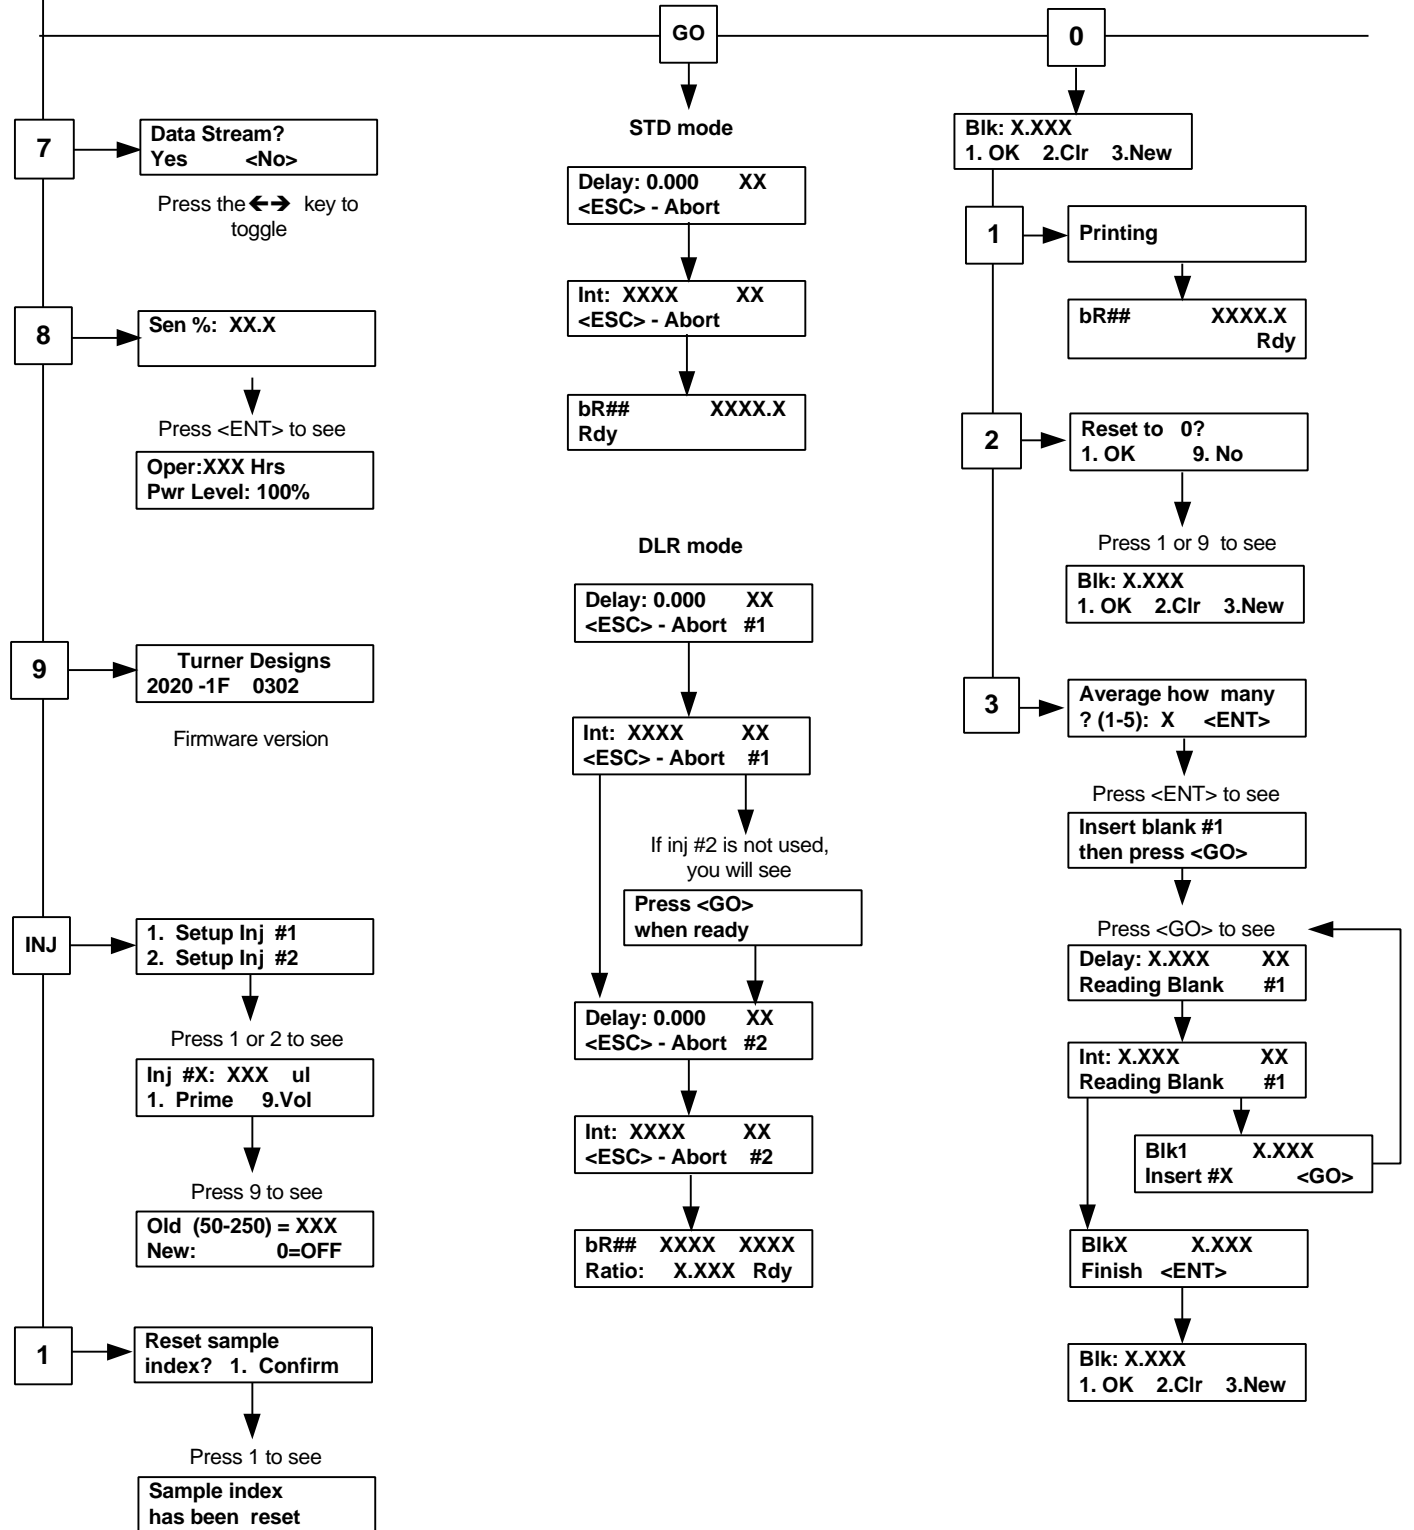 7
Data Stream?
Yes <No>
Press the ←→ key to
toggle
8
Sen %: XX.X
Press <ENT> to see
Oper:XXX Hrs
Pwr Level: 100%
9
Turner Designs
2020 -1F 0302
Firmware version
INJ
1. Setup Inj #1
2. Setup Inj #2
Press 1 or 2 to see
Inj #X: XXX ul
1. Prime 9.Vol
Press 9 to see
Old (50-250) = XXX
New: 0=OFF
1
Reset sample
index? 1. Confirm
Press 1 to see
Sample index
has been reset
GO
STD mode
Delay: 0.000 XX
<ESC> - Abort
Int: XXXX XX
<ESC> - Abort
bR## XXXX.X
Rdy
DLR mode
Delay: 0.000 XX
<ESC> - Abort #1
Int: XXXX XX
<ESC> - Abort #1
If inj #2 is not used,
you will see
Press <GO>
when ready
Delay: 0.000 XX
<ESC> - Abort #2
Int: XXXX XX
<ESC> - Abort #2
bR## XXXX XXXX
Ratio: X.XXX Rdy
0
Blk: X.XXX
1. OK 2.Clr 3.New
1
Printing
bR## XXXX.X
Rdy
2
Reset to 0?
1. OK 9. No
Press 1 or 9 to see
Blk: X.XXX
1. OK 2.Clr 3.New
3
Average how many
? (1-5): X <ENT>
Press <ENT> to see
Insert blank #1
then press <GO>
Press <GO> to see
Delay: X.XXX XX
Reading Blank #1
Int: X.XXX XX
Reading Blank #1
Blk1 X.XXX
Insert #X <GO>
BlkX X.XXX
Finish <ENT>
Blk: X.XXX
1. OK 2.Clr 3.New